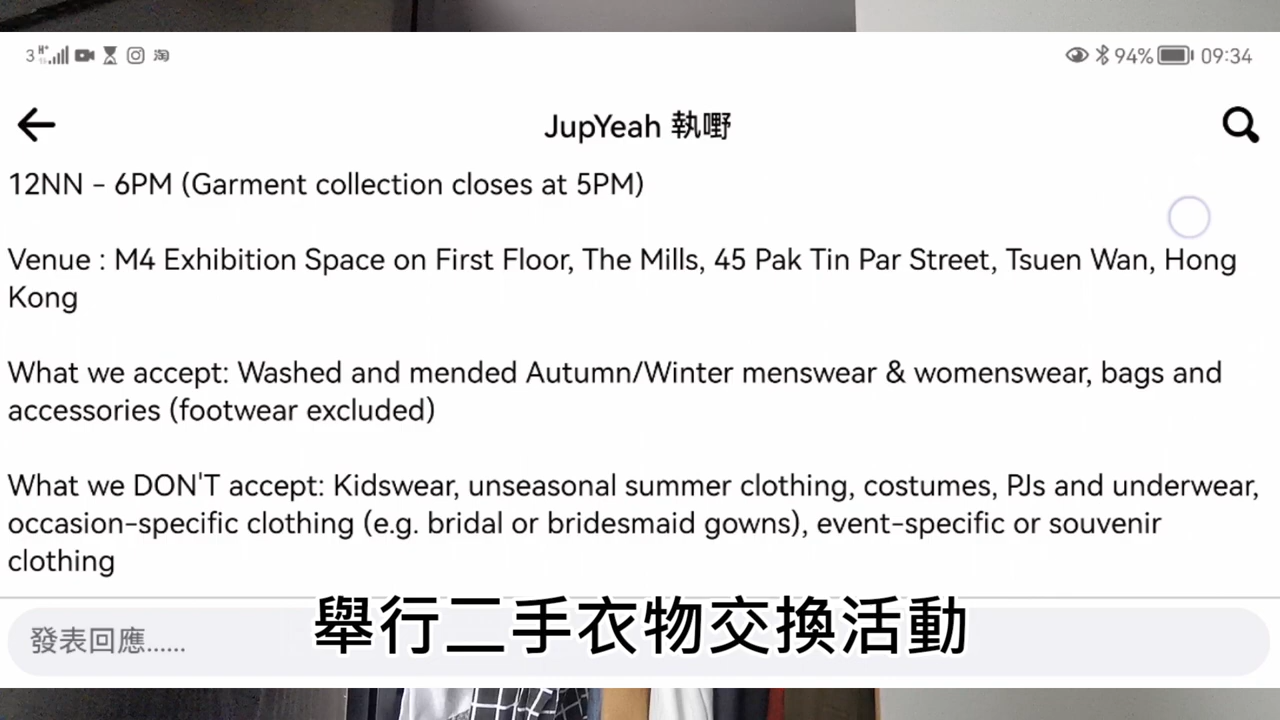 3 H+ 淘 94% 09:34
JupYeah 執嘢
12NN - 6PM (Garment collection closes at 5PM)
Venue : M4 Exhibition Space on First Floor, The Mills, 45 Pak Tin Par Street, Tsuen Wan, Hong
Kong
What we accept: Washed and mended Autumn/Winter menswear & womenswear, bags and
accessories (footwear excluded)
What we DON'T accept: Kidswear, unseasonal summer clothing, costumes, PJs and underwear,
occasion-specific clothing (e.g. bridal or bridesmaid gowns), event-specific or souvenir
clothing
發表回應......
舉行二手衣物交換活動